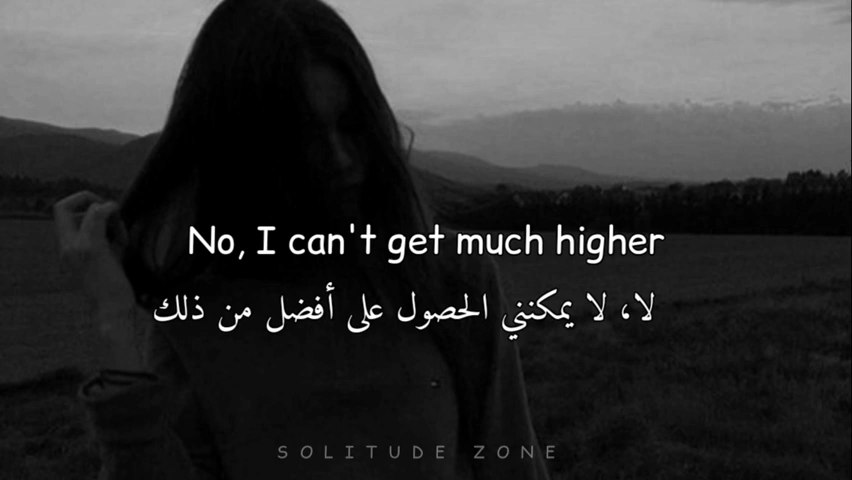 No, I can't get much higher
لا، لا يمكنني الحصول على أفضل من ذلك
SOLITUDE ZONE